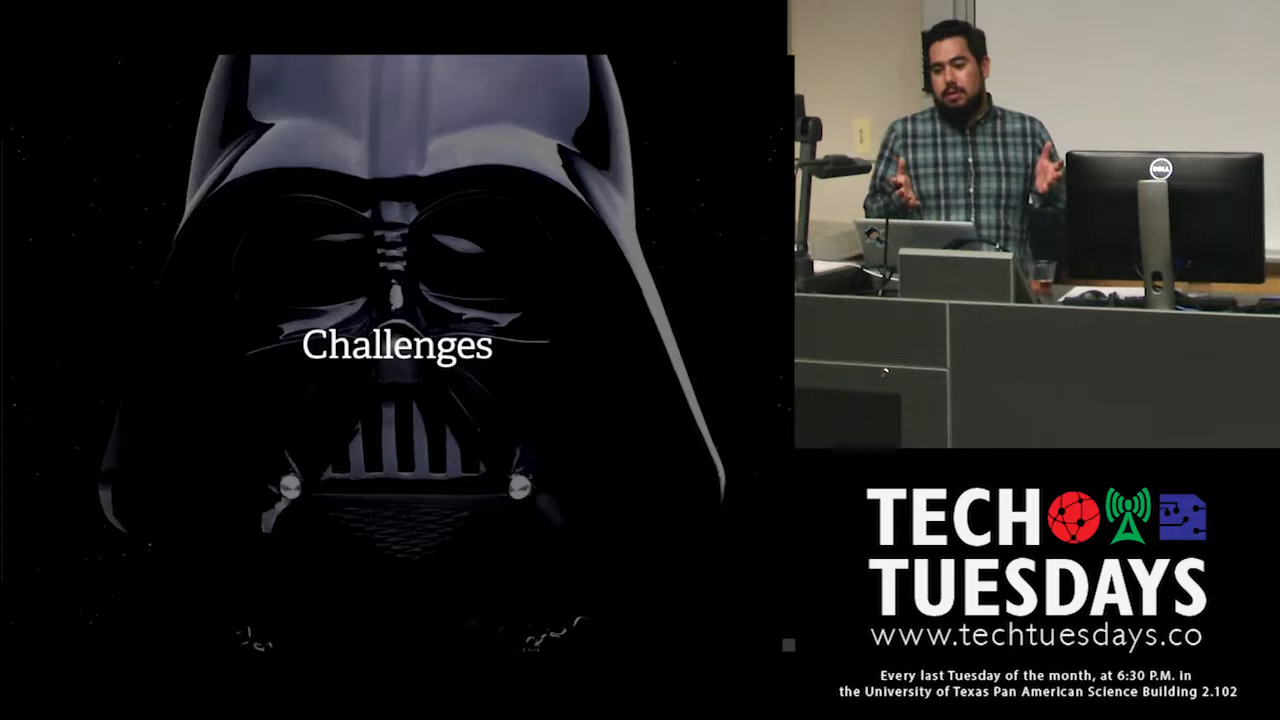 Challenges
DELL
TECH
TUESDAYS
www.techtuesdays.co
Every last Tuesday of the month, at 6:30 P.M. in
the University of Texas Pan American Science Building 2.102